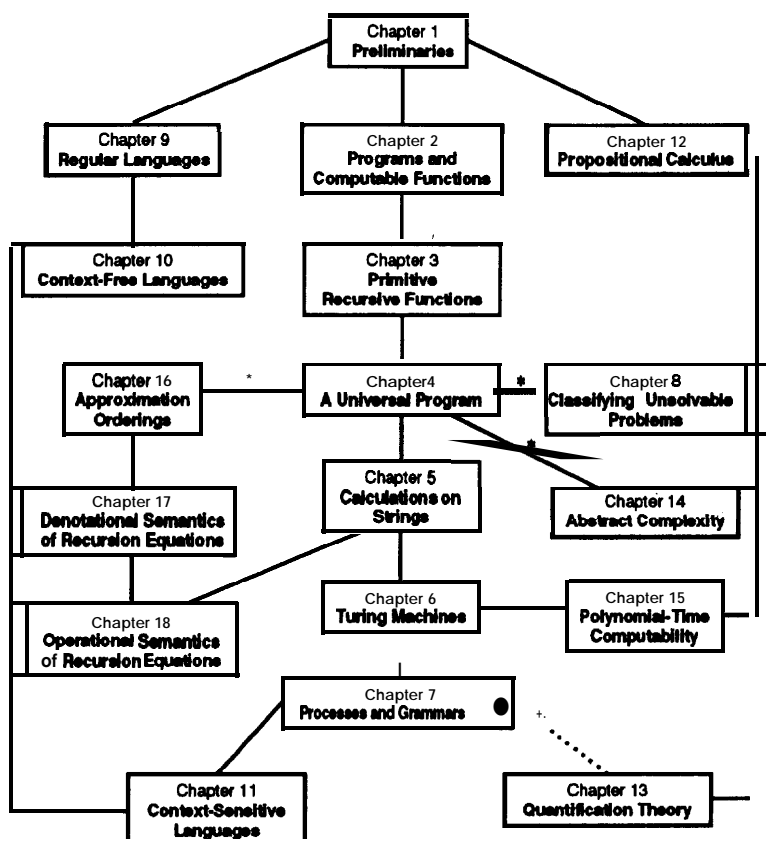 Chapter 1
Preliminaries
Chapter 9
Regular Languages
Chapter 2
Programs and
Computable Functions
Chapter 12
Propositional Calculus
Chapter 10
Context-Free Languages
Chapter 3
Primitive
Recursive Functions
Chapter 16
Approximation
Orderings
*
Chapter4
A Universal Program
*
Chapter 8
Classifying Unsolvable
Problems
*
Chapter 5
Calculations on
Strings
Chapter 17
Denotational Semantics
of Recursion Equations
Chapter 14
Abstract Complexity
Chapter 6
Turing Machines
Chapter 15
Polynomial-Time
Computability
Chapter 18
Operational Semantics
of Recursion Equations
Chapter 7
Processes and Grammars
Chapter 11
Context-Sensitive
Languages
Chapter 13
Quantification Theory